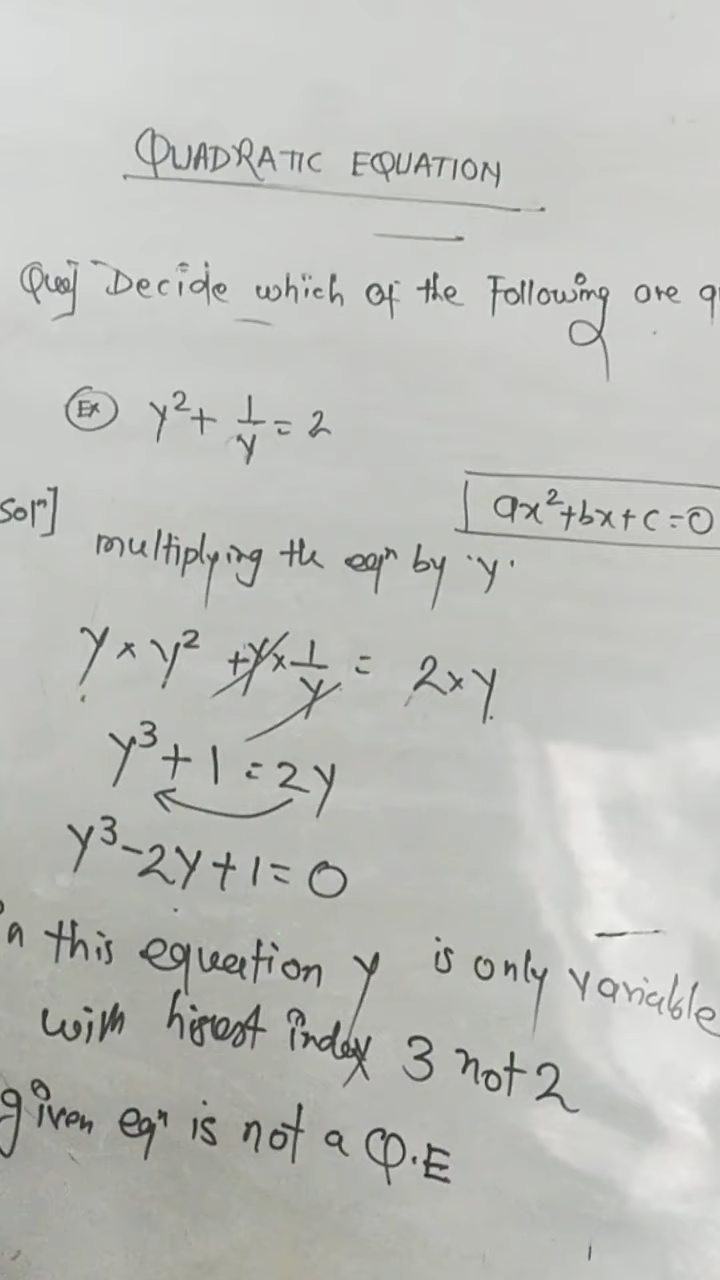 QUADRATIC EQUATION
Que] Decide which of the Following are q
Ex y²+ 1/y = 2
Solⁿ] ax²+bx+c=0
multiplying the eqⁿ by 'y'
y × y² + y × 1/y = 2×y
y³+1=2y
y³-2y+1=0
n this equation y is only variable
with higest index 3 not 2
given eqⁿ is not a Q.E